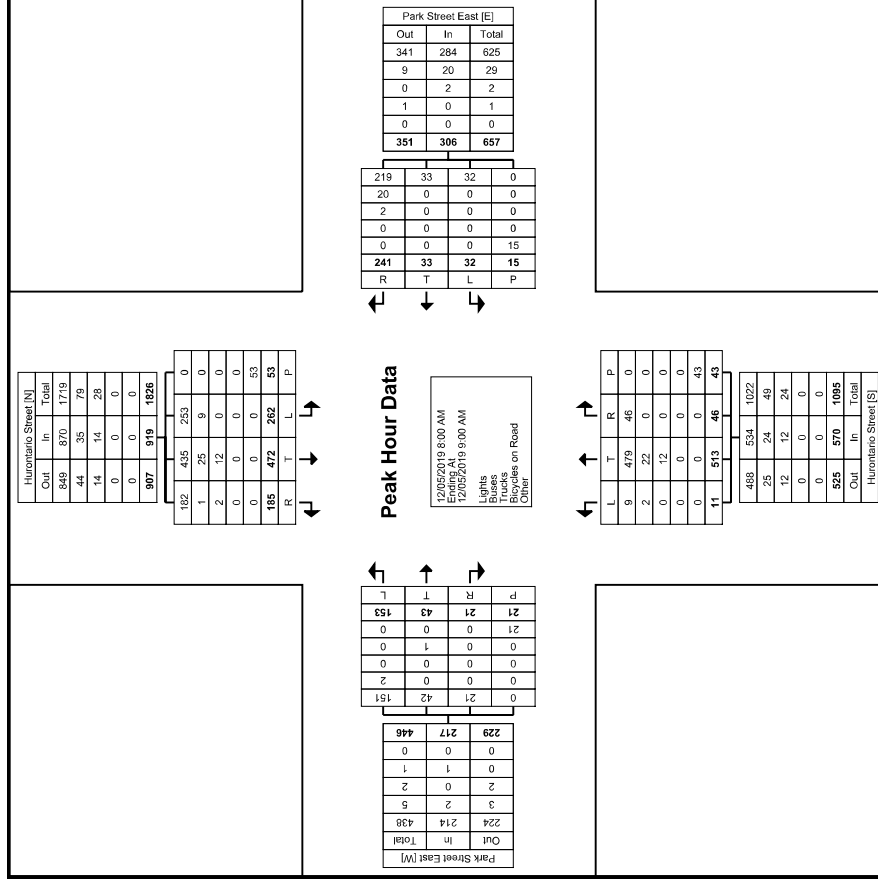 Park Street East [E]
Out In Total
341 284 625
9 20 29
0 2 2
1 0 1
0 0 0
351 306 657
219 33 32 0
20 0 0 0
2 0 0 0
0 0 0 0
0 0 0 15
241 33 32 15
R T L P
Hurontario Street [N]
Out In Total
849 870 1719
44 35 79
14 14 28
0 0 0
0 0 0
907 919 1826
182 435 253 0
1 25 9 0
2 12 0 0
0 0 0 0
0 0 0 53
185 472 262 53
R T L P
Peak Hour Data
12/05/2019 8:00 AM
Ending At
12/05/2019 9:00 AM
Lights
Buses
Trucks
Bicycles on Road
Other
L T R P
9 479 46 0
2 22 0 0
0 12 0 0
0 0 0 0
0 0 0 43
11 513 46 43
488 534 1022
25 24 49
12 12 24
0 0 0
0 0 0
525 570 1095
Out In Total
Hurontario Street [S]
L T R P
153 43 21 21
0 0 0 21
0 1 0 0
0 0 0 0
2 0 0 0
151 42 21 0
446 217 229
0 0 0
1 1 0
2 0 2
5 2 3
438 214 224
Total In Out
Park Street East [W]